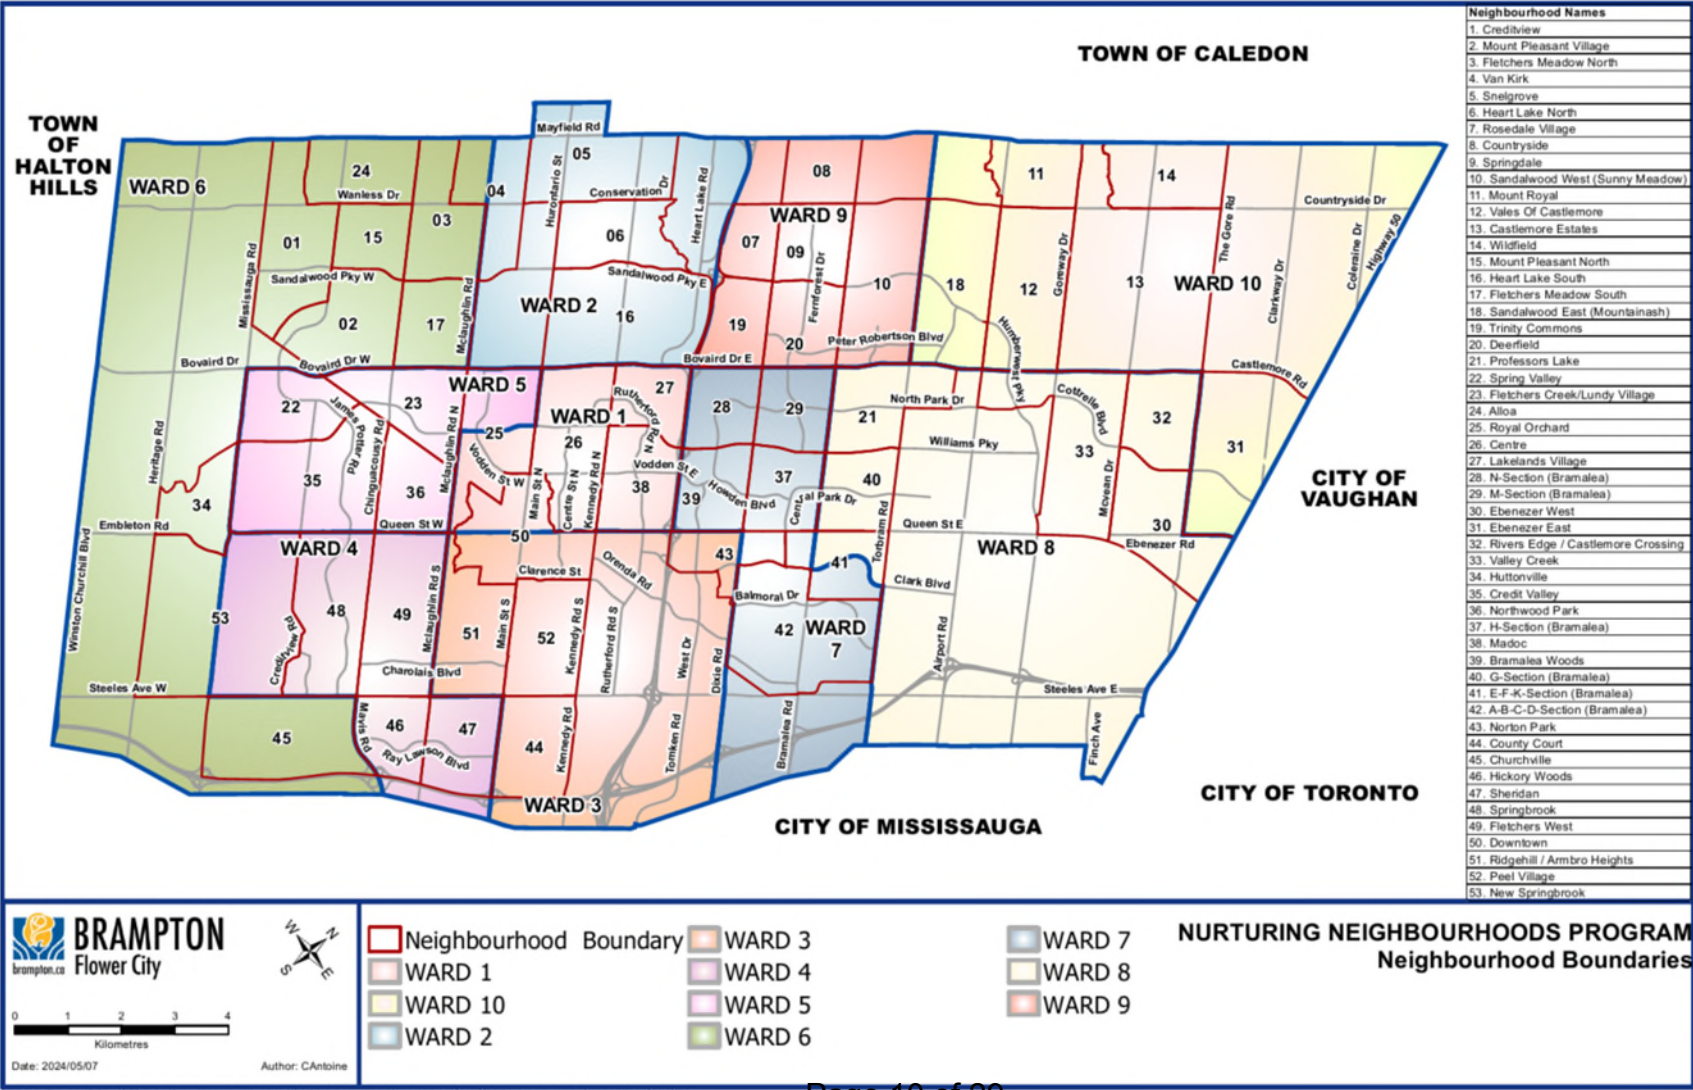 TOWN OF CALEDON
TOWN
OF
HALTON
HILLS
CITY OF
VAUGHAN
CITY OF TORONTO
CITY OF MISSISSAUGA
Mayfield Rd
WARD 6
24
Wanless Dr
04
05
Hurontario St
Conservation Dr
Heart Lake Rd
08
11
14
Countryside Dr
03
01
15
06
WARD 9
07
09
The Gore Rd
Coleraine Dr
Highway 50
Mississauga Rd
Sandalwood Pky W
Sandalwood Pky E
Fernforest Dr
10
18
12
Goreway Dr
13
WARD 10
Clarkway Dr
WARD 2
02
17
Mclaughlin Rd
16
19
20
Peter Robertson Blvd
Humberwest Pky
Bovaird Dr
Bovaird Dr W
Bovaird Dr E
Castlemore Rd
WARD 5
22
23
James Potter Rd
Chinguacousy Rd
Mclaughlin Rd N
25
WARD 1
26
27
Rutherford Rd N
28
29
21
North Park Dr
Cottrelle Blvd
32
Williams Pky
33
31
Heritage Rd
Vodden St W
Main St N
Centre St N
Kennedy Rd N
Vodden St E
38
39
Howden Blvd
37
Central Park Dr
40
Mcvean Dr
34
35
36
Embleton Rd
Queen St W
50
Torbram Rd
Queen St E
30
Ebenezer Rd
WARD 4
43
41
WARD 8
Winston Churchill Blvd
Clarence St
Orenda Rd
Clark Blvd
Balmoral Dr
53
48
49
Mclaughlin Rd S
51
Main St S
52
Kennedy Rd S
Rutherford Rd S
West Dr
Dixie Rd
42
WARD
7
Airport Rd
Creditview Rd
Charolais Blvd
Steeles Ave W
Steeles Ave E
45
Mavis Rd
46
47
Ray Lawson Blvd
44
Kennedy Rd
Tomken Rd
Bramalea Rd
Finch Ave
WARD 3
Neighbourhood Names
1. Creditview
2. Mount Pleasant Village
3. Fletchers Meadow North
4. Van Kirk
5. Snelgrove
6. Heart Lake North
7. Rosedale Village
8. Countryside
9. Springdale
10. Sandalwood West (Sunny Meadow)
11. Mount Royal
12. Vales Of Castlemore
13. Castlemore Estates
14. Wildfield
15. Mount Pleasant North
16. Heart Lake South
17. Fletchers Meadow South
18. Sandalwood East (Mountainash)
19. Trinity Commons
20. Deerfield
21. Professors Lake
22. Spring Valley
23. Fletchers Creek/Lundy Village
24. Alloa
25. Royal Orchard
26. Centre
27. Lakelands Village
28. N-Section (Bramalea)
29. M-Section (Bramalea)
30. Ebenezer West
31. Ebenezer East
32. Rivers Edge / Castlemore Crossing
33. Valley Creek
34. Huttonville
35. Credit Valley
36. Northwood Park
37. H-Section (Bramalea)
38. Madoc
39. Bramalea Woods
40. G-Section (Bramalea)
41. E-F-K-Section (Bramalea)
42. A-B-C-D-Section (Bramalea)
43. Norton Park
44. County Court
45. Churchville
46. Hickory Woods
47. Sheridan
48. Springbrook
49. Fletchers West
50. Downtown
51. Ridgehill / Armbro Heights
52. Peel Village
53. New Springbrook
BRAMPTON
brampton.ca Flower City
W N
S E
0 1 2 3 4
Kilometres
Date: 2024/05/07 Author: CAntoine
Neighbourhood Boundary
WARD 1
WARD 10
WARD 2
WARD 3
WARD 4
WARD 5
WARD 6
WARD 7
WARD 8
WARD 9
NURTURING NEIGHBOURHOODS PROGRAM
Neighbourhood Boundaries